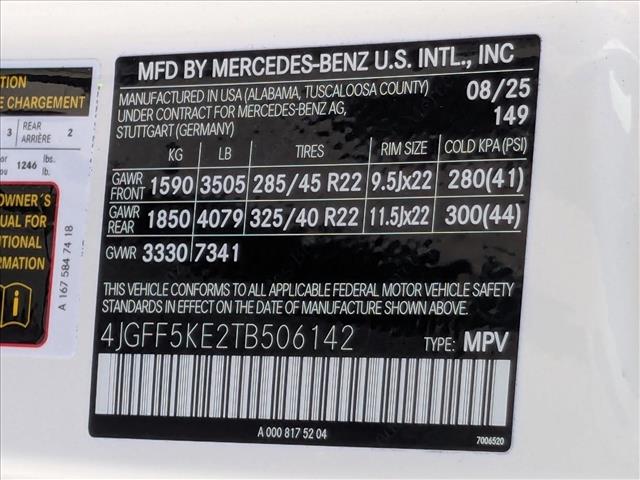 TION
E CHARGEMENT
3 REAR ARRIÈRE 2
or 1246 lbs. lb.
OWNER´S
NUAL FOR
ITIONAL
RMATION
A 167 584 74 18
MFD BY MERCEDES-BENZ U.S. INTL., INC
MANUFACTURED IN USA (ALABAMA, TUSCALOOSA COUNTY) 08/25
UNDER CONTRACT FOR MERCEDES-BENZ AG, 149
STUTTGART (GERMANY)
KG LB TIRES RIM SIZE COLD KPA (PSI)
GAWR FRONT 1590 3505 285/45 R22 9.5Jx22 280(41)
GAWR REAR 1850 4079 325/40 R22 11.5Jx22 300(44)
GVWR 3330 7341
THIS VEHICLE CONFORMS TO ALL APPLICABLE FEDERAL MOTOR VEHICLE SAFETY
STANDARDS IN EFFECT ON THE DATE OF MANUFACTURE SHOWN ABOVE.
4JGFF5KE2TB506142 TYPE: MPV
A 000 817 52 04
7006520